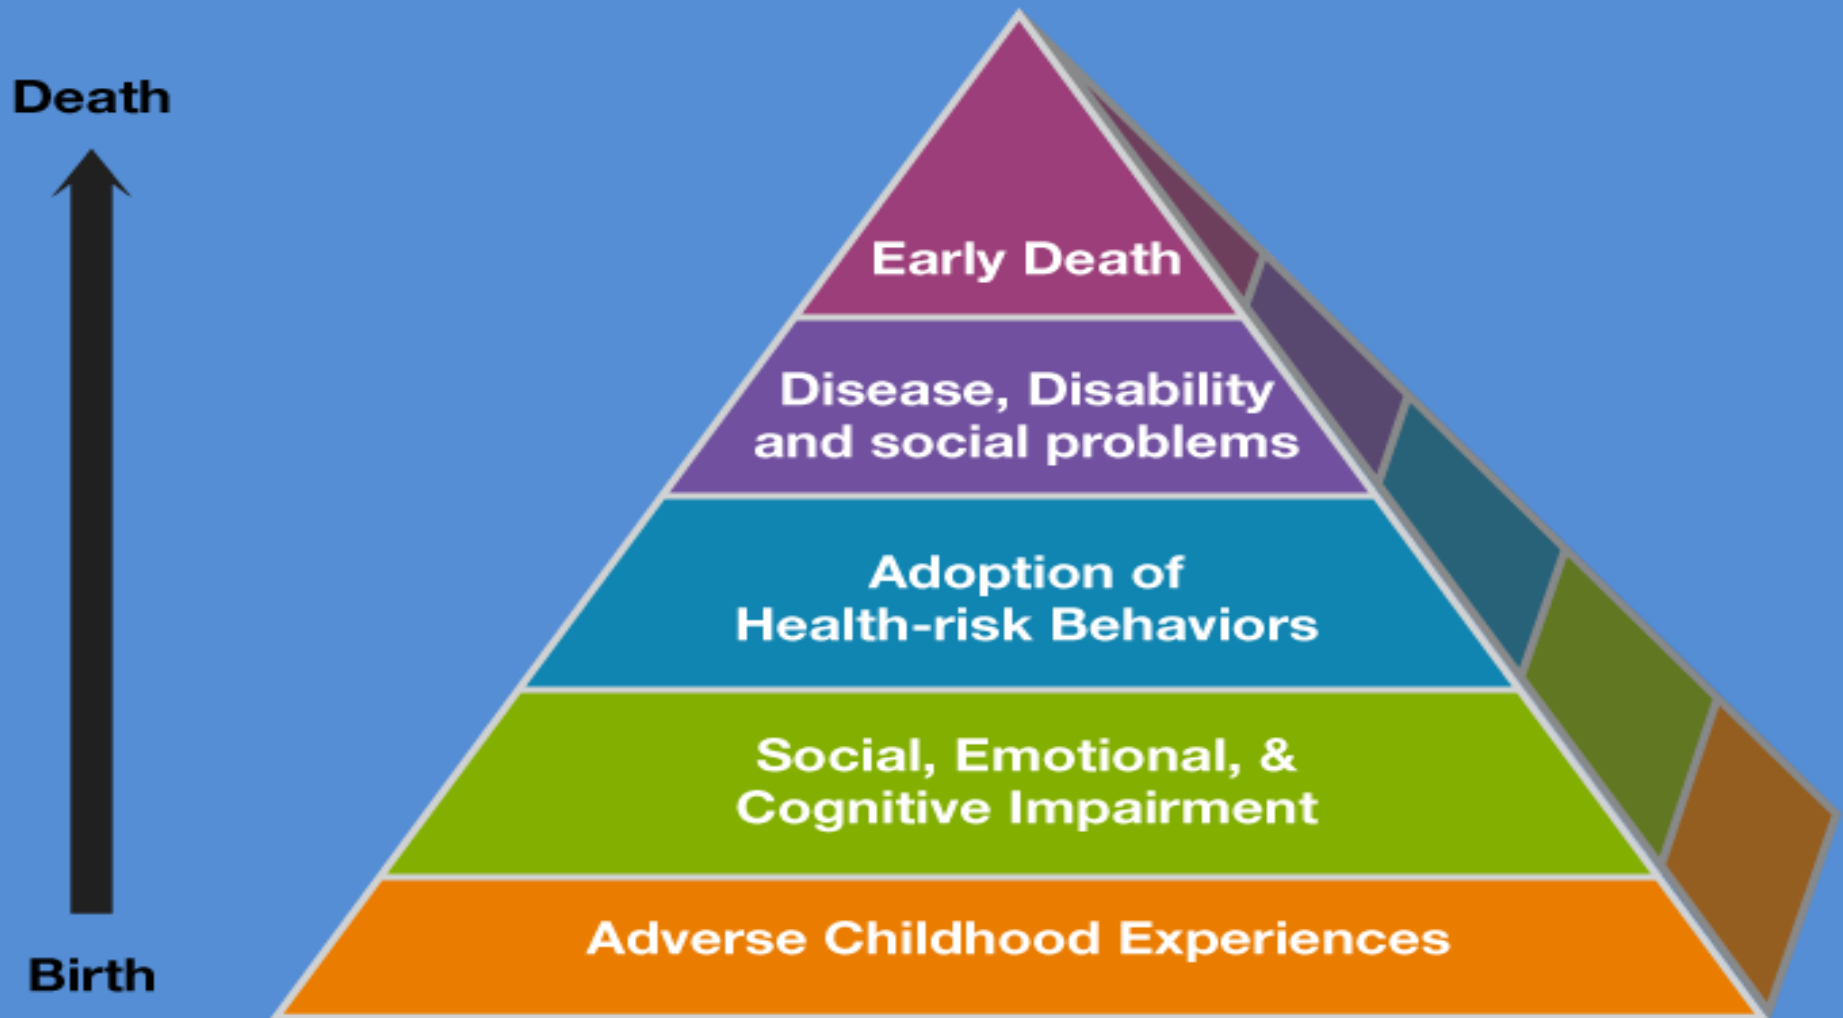 Death
Early Death
Disease, Disability
and social problems
Adoption of
Health-risk Behaviors
Social, Emotional, &
Cognitive Impairment
Adverse Childhood Experiences
Birth